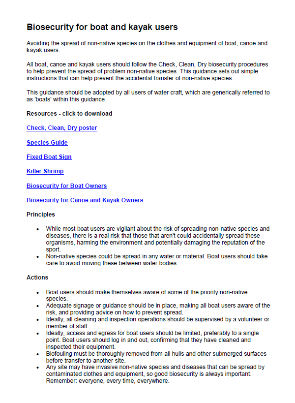 Biosecurity for boat and kayak users
Avoiding the spread of non-native species on the clothes and equipment of boat, canoe and
kayak users.
All boat, canoe and kayak users should follow the Check, Clean, Dry biosecurity procedures
to help prevent the spread of problem non-native species. This guidance sets out simple
instructions that can help prevent the accidental transfer of non-native species
This guidance should be adopted by all users of water craft, which are generically referred to
as 'boats' within this guidance
Resources - click to download
Check, Clean, Dry poster
Species Guide
Fixed Boat Sign
Killer Shrimp
Biosecurity for Boat Owners
Biosecurity for Canoe and Kayak Owners
Principles
• While most boat users are vigilant about the risk of spreading non-native species and
diseases, there is a real risk that those that aren't could accidentally spread these
organisms, harming the environment and potentially damaging the reputation of the
sport.
• Non-native species could be spread in any water or material. Boat users should take
care to avoid moving these between water bodies
Actions
• Boat users should make themselves aware of some of the priority non-native
species.
• Adequate signage or guidance should be in place, making all boat users aware of the
risk, and providing advice on how to prevent spread.
• Ideally, all cleaning and inspection operations should be supervised by a volunteer or
member of staff
• Ideally, access and egress for boat users should be limited, preferably to a single
point. Boat users should log in and out, confirming that they have cleaned and
inspected their equipment.
• Biofouling must be thoroughly removed from all hulls and other submerged surfaces
before transfer to another site.
• Any site may have invasive non-native species and diseases that can be spread by
contaminated clothes and equipment, so good biosecurity is always important.
Remember: everyone, every time, everywhere.